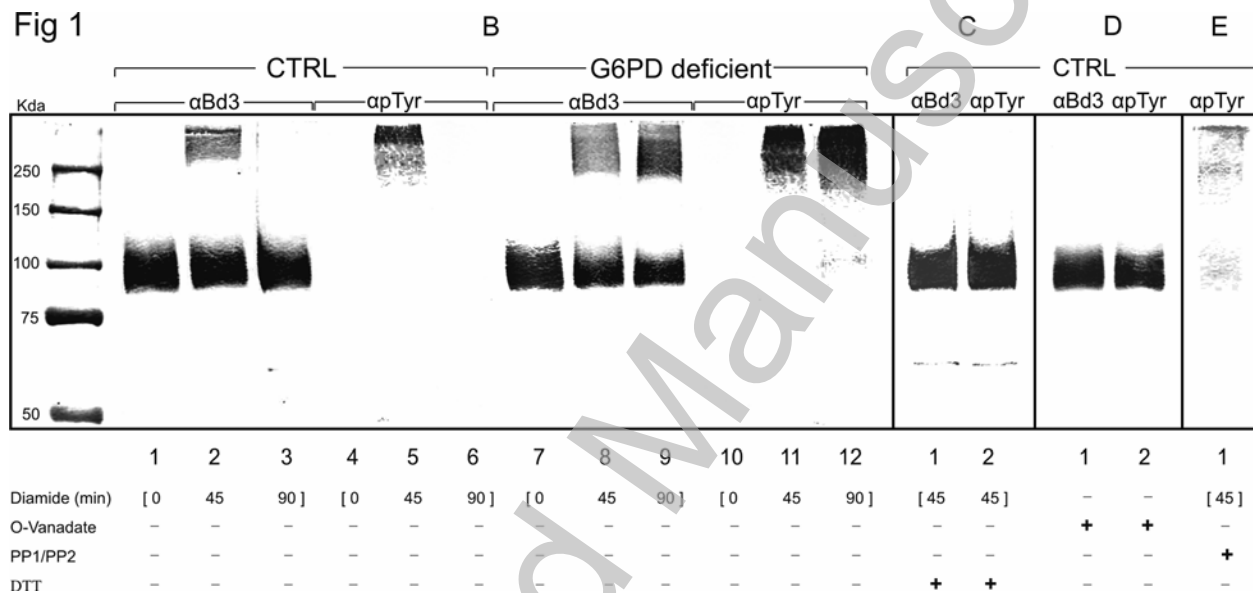 Fig 1
B C D E
CTRL G6PD deficient CTRL
Kda αBd3 αpTyr αBd3 αpTyr αBd3 αpTyr αBd3 αpTyr αpTyr
250
150
100
75
50
1 2 3 4 5 6 7 8 9 10 11 12 1 2 1 2 1
Diamide (min) [ 0 45 90 ] [ 0 45 90 ] [ 0 45 90 ] [ 0 45 90 ] [ 45 45 ] – – [ 45 ]
O-Vanadate – – – – – – – – – – – – – – + + –
PP1/PP2 – – – – – – – – – – – – – – – – +
DTT – – – – – – – – – – – – + + – – –
d Manusc